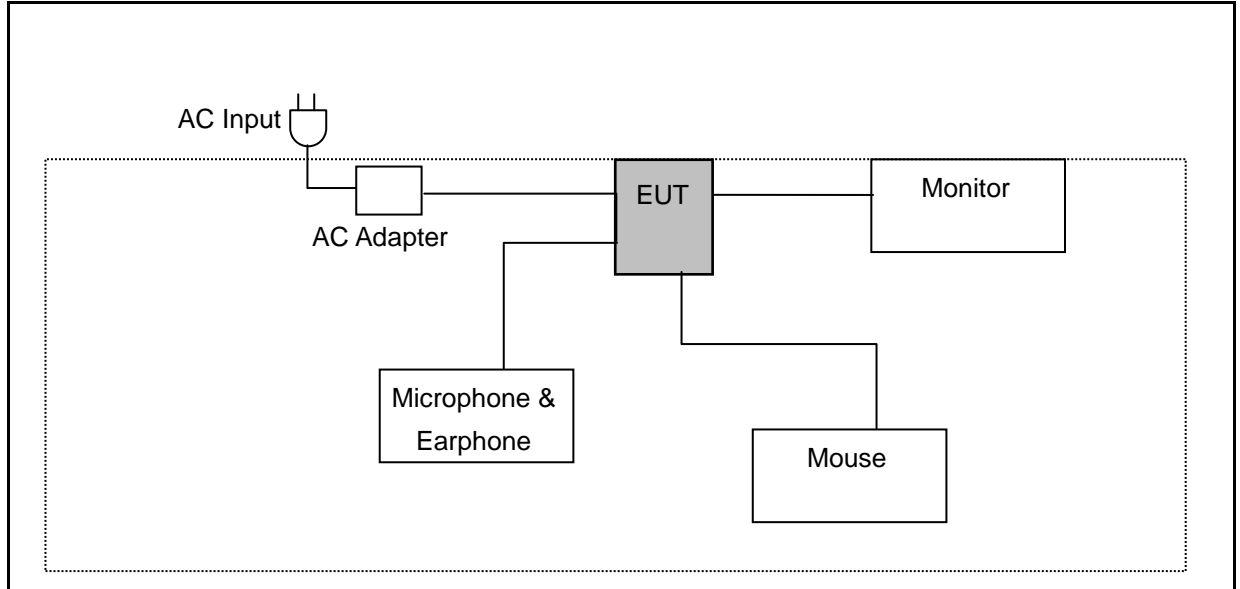 AC Input
EUT
Monitor
AC Adapter
Microphone &
Earphone
Mouse